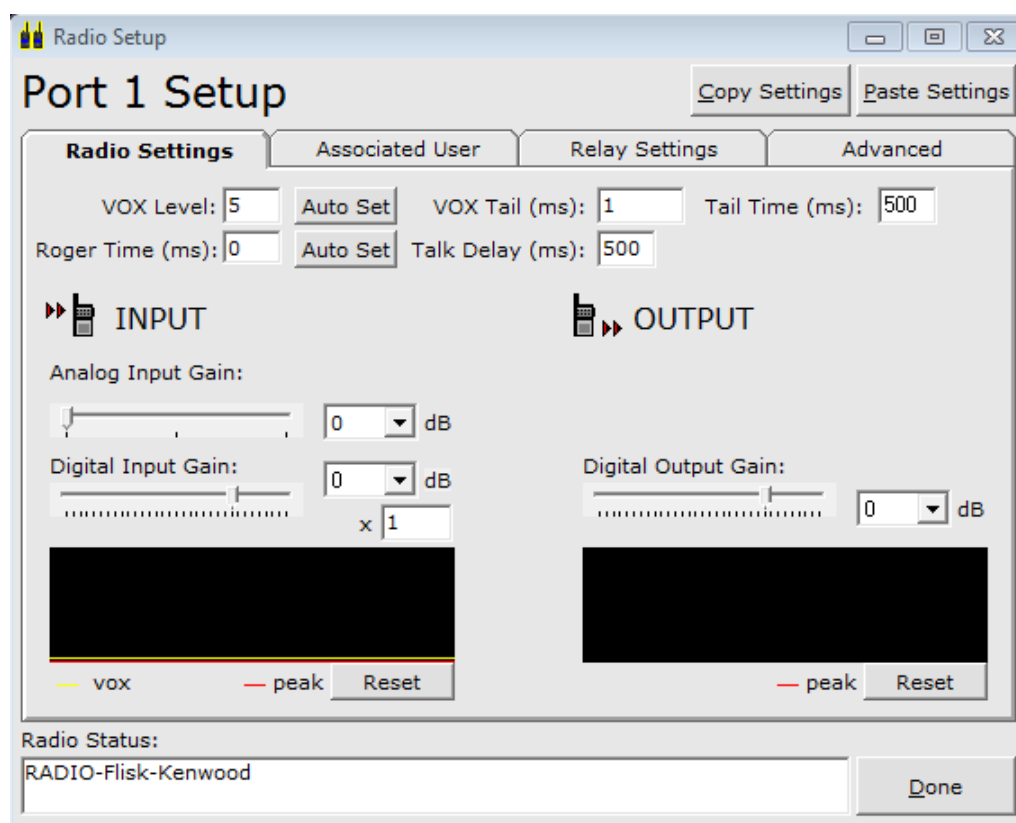 Radio Setup
Port 1 Setup
Copy Settings
Paste Settings
Radio Settings
Associated User
Relay Settings
Advanced
VOX Level: 5 Auto Set VOX Tail (ms): 1 Tail Time (ms): 500
Roger Time (ms): 0 Auto Set Talk Delay (ms): 500
INPUT
OUTPUT
Analog Input Gain:
0 dB
Digital Input Gain:
0 dB
x 1
Digital Output Gain:
0 dB
vox
peak
Reset
peak
Reset
Radio Status:
RADIO-Flisk-Kenwood
Done